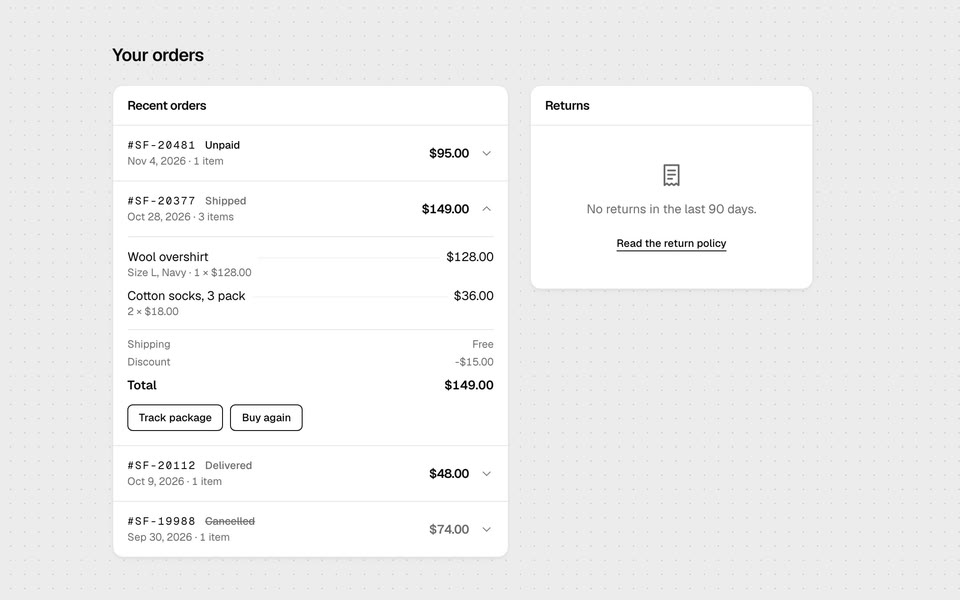 Your orders
Recent orders
#SF-20481 Unpaid
Nov 4, 2026 · 1 item
$95.00
#SF-20377 Shipped
Oct 28, 2026 · 3 items
$149.00
Wool overshirt $128.00
Size L, Navy · 1 × $128.00
Cotton socks, 3 pack $36.00
2 × $18.00
Shipping Free
Discount -$15.00
Total $149.00
Track package Buy again
#SF-20112 Delivered
Oct 9, 2026 · 1 item
$48.00
#SF-19988 Cancelled
Sep 30, 2026 · 1 item
$74.00
Returns
No returns in the last 90 days.
Read the return policy